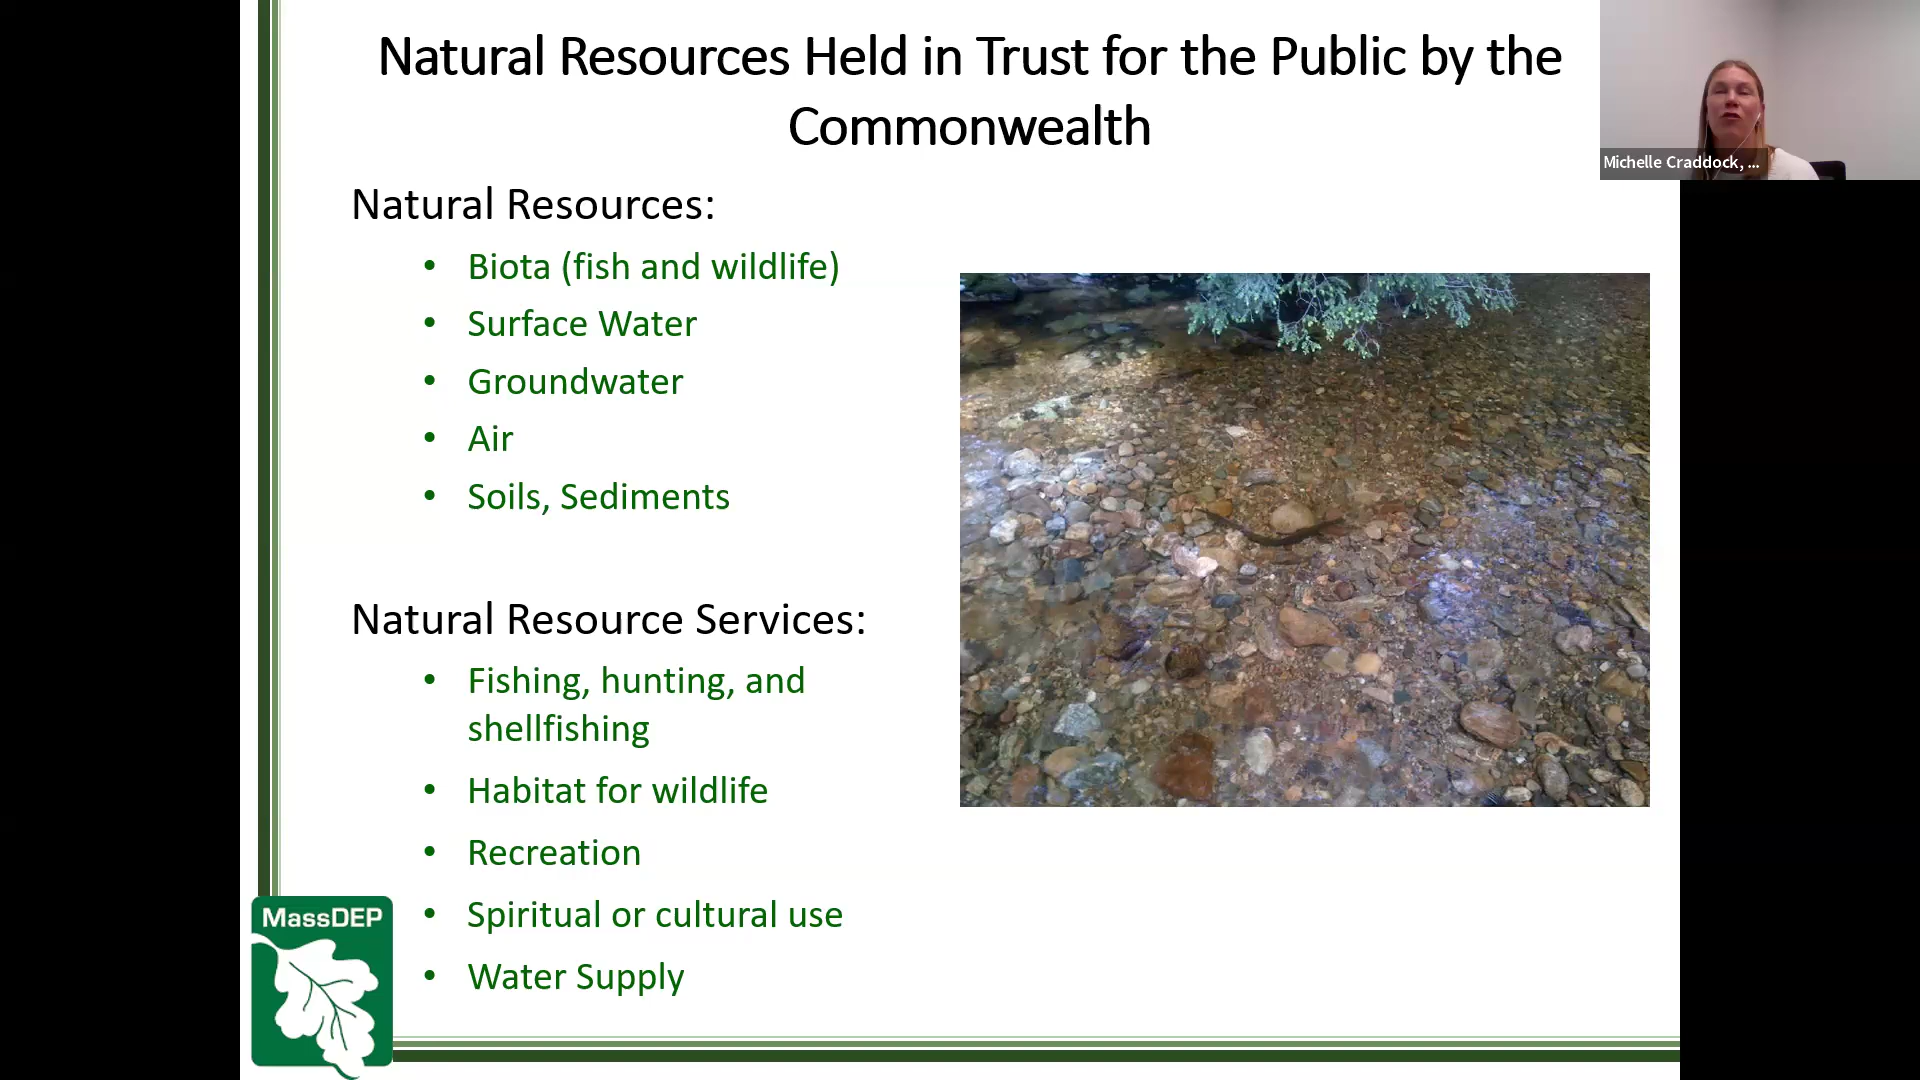 Natural Resources Held in Trust for the Public by the
Commonwealth
Michelle Craddock, ...
Natural Resources:
• Biota (fish and wildlife)
• Surface Water
• Groundwater
• Air
• Soils, Sediments
Natural Resource Services:
• Fishing, hunting, and
shellfishing
• Habitat for wildlife
• Recreation
• Spiritual or cultural use
• Water Supply
MassDEP